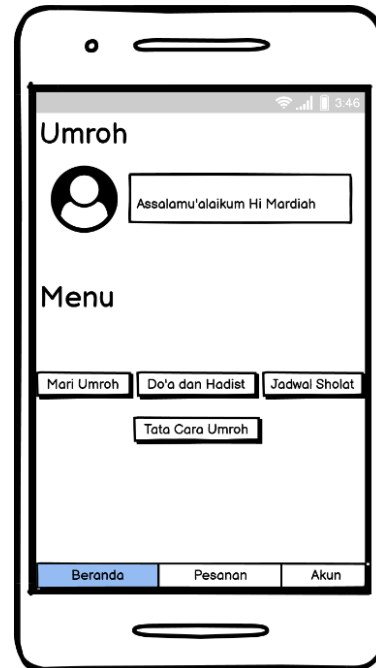 3:46
Umroh
Assalamu'alaikum Hi Mardiah
Menu
Mari Umroh Do'a dan Hadist Jadwal Sholat
Tata Cara Umroh
Beranda Pesanan Akun